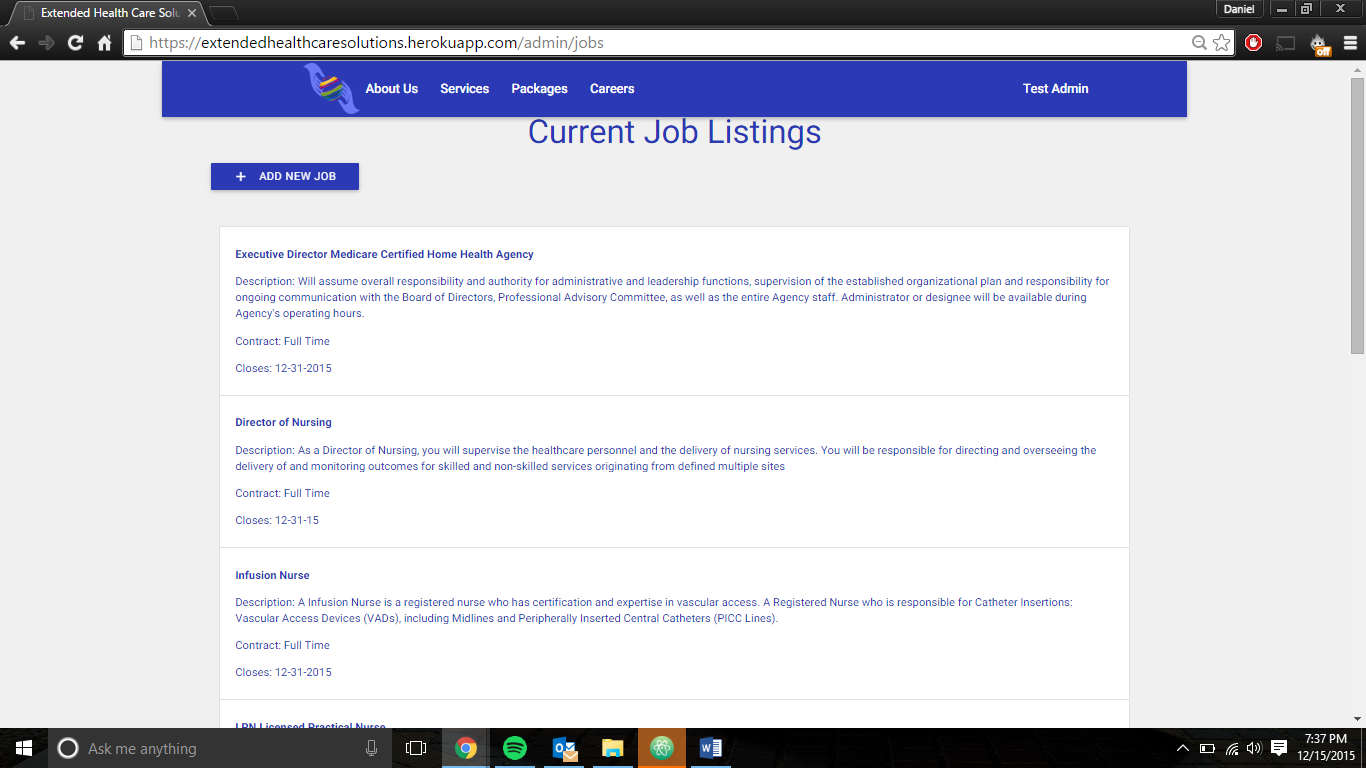 Extended Health Care Solu
Daniel
https://extendedhealthcaresolutions.herokuapp.com/admin/jobs
off
About Us Services Packages Careers Test Admin
Current Job Listings
+ ADD NEW JOB
Executive Director Medicare Certified Home Health Agency
Description: Will assume overall responsibility and authority for administrative and leadership functions, supervision of the established organizational plan and responsibility for
ongoing communication with the Board of Directors, Professional Advisory Committee, as well as the entire Agency staff. Administrator or designee will be available during
Agency's operating hours.
Contract: Full Time
Closes: 12-31-2015
Director of Nursing
Description: As a Director of Nursing, you will supervise the healthcare personnel and the delivery of nursing services. You will be responsible for directing and overseeing the
delivery of and monitoring outcomes for skilled and non-skilled services originating from defined multiple sites
Contract: Full Time
Closes: 12-31-15
Infusion Nurse
Description: A Infusion Nurse is a registered nurse who has certification and expertise in vascular access. A Registered Nurse who is responsible for Catheter Insertions:
Vascular Access Devices (VADs), including Midlines and Peripherally Inserted Central Catheters (PICC Lines).
Contract: Full Time
Closes: 12-31-2015
LPN Licensed Practical Nurse
Ask me anything
7:37 PM
12/15/2015